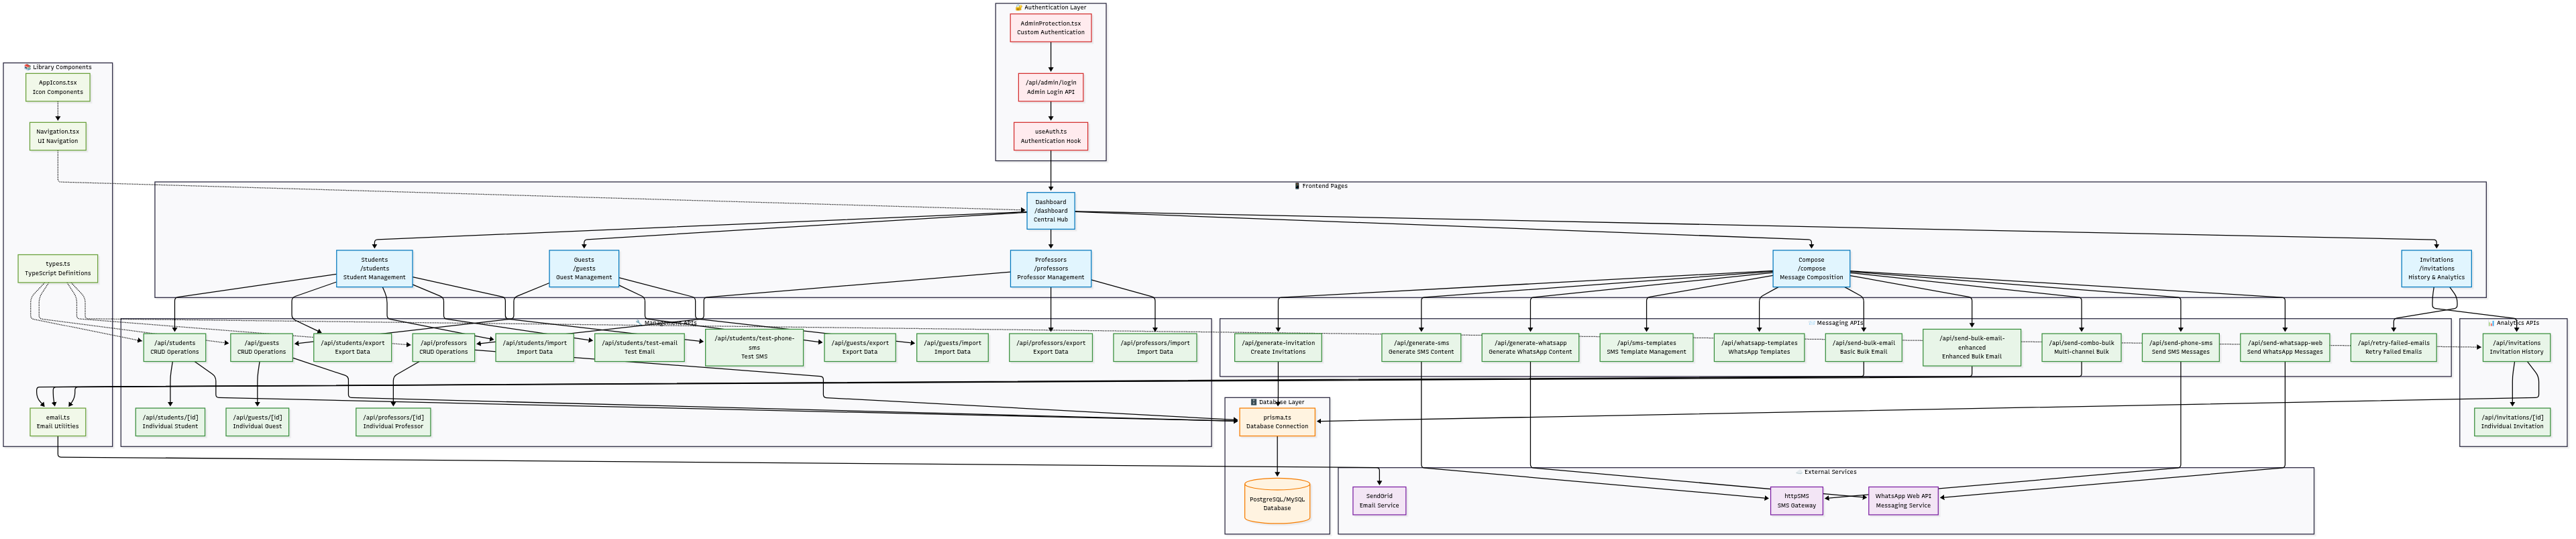 🔐 Authentication Layer
AdminProtection.tsx
Custom Authentication
/api/admin/login
Admin Login API
useAuth.ts
Authentication Hook
📚 Library Components
AppIcons.tsx
Icon Components
Navigation.tsx
UI Navigation
types.ts
TypeScript Definitions
email.ts
Email Utilities
📱 Frontend Pages
Dashboard
/dashboard
Central Hub
Students
/students
Student Management
Guests
/guests
Guest Management
Professors
/professors
Professor Management
Compose
/compose
Message Composition
Invitations
/invitations
History & Analytics
🔧 Management APIs
/api/students
CRUD Operations
/api/guests
CRUD Operations
/api/students/export
Export Data
/api/professors
CRUD Operations
/api/students/import
Import Data
/api/students/test-email
Test Email
/api/students/test-phone-
sms
Test SMS
/api/guests/export
Export Data
/api/guests/import
Import Data
/api/professors/export
Export Data
/api/professors/import
Import Data
/api/students/[id]
Individual Student
/api/guests/[id]
Individual Guest
/api/professors/[id]
Individual Professor
📨 Messaging APIs
/api/generate-invitation
Create Invitations
/api/generate-sms
Generate SMS Content
/api/generate-whatsapp
Generate WhatsApp Content
/api/sms-templates
SMS Template Management
/api/whatsapp-templates
WhatsApp Templates
/api/send-bulk-email
Basic Bulk Email
/api/send-bulk-email-
enhanced
Enhanced Bulk Email
/api/send-combo-bulk
Multi-channel Bulk
/api/send-phone-sms
Send SMS Messages
/api/send-whatsapp-web
Send WhatsApp Messages
/api/retry-failed-emails
Retry Failed Emails
📊 Analytics APIs
/api/invitations
Invitation History
/api/invitations/[id]
Individual Invitation
🗄️ Database Layer
prisma.ts
Database Connection
PostgreSQL/MySQL
Database
☁️ External Services
SendGrid
Email Service
httpSMS
SMS Gateway
WhatsApp Web API
Messaging Service